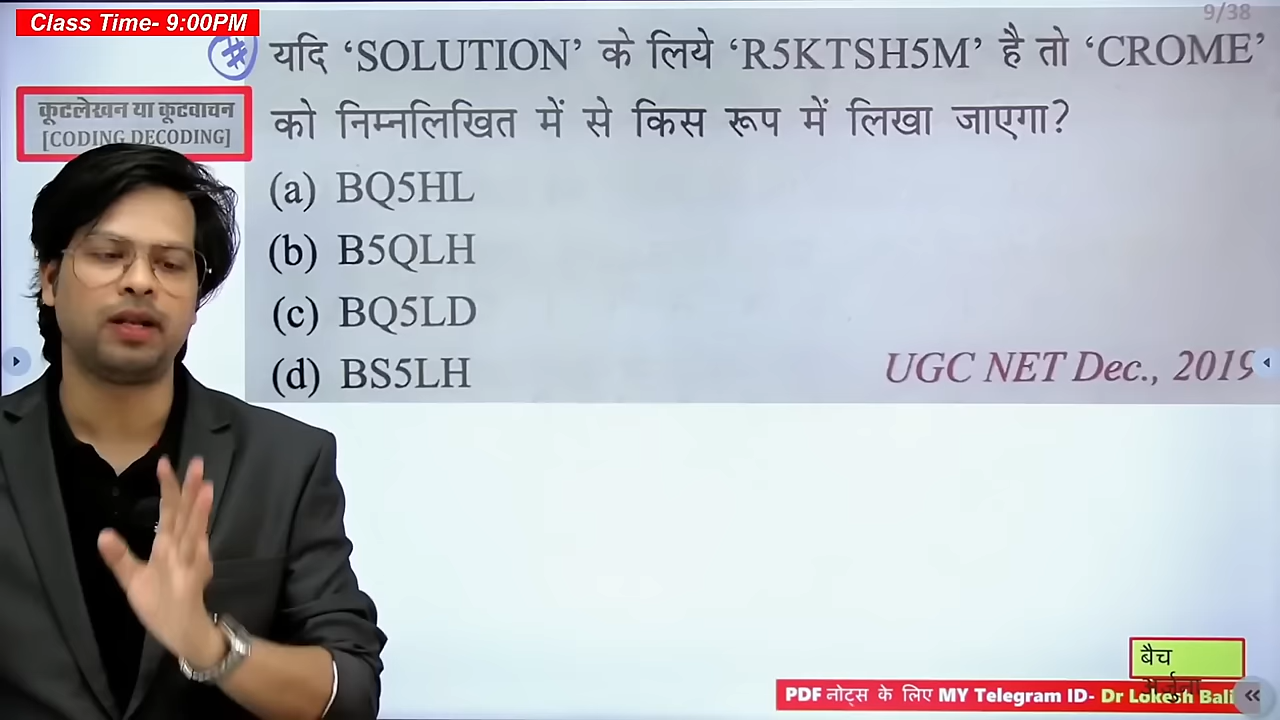 Class Time- 9:00PM
9/38
# यदि ‘SOLUTION’ के लिये ‘R5KTSH5M’ है तो ‘CROME’
को निम्नलिखित में से किस रूप में लिखा जाएगा?
कूटलेखन या कूटवाचन
[CODING DECODING]
(a) BQ5HL
(b) B5QLH
(c) BQ5LD
(d) BS5LH
UGC NET Dec., 2019
बैच
PDF नोट्स के लिए MY Telegram ID- Dr Lokesh Bali